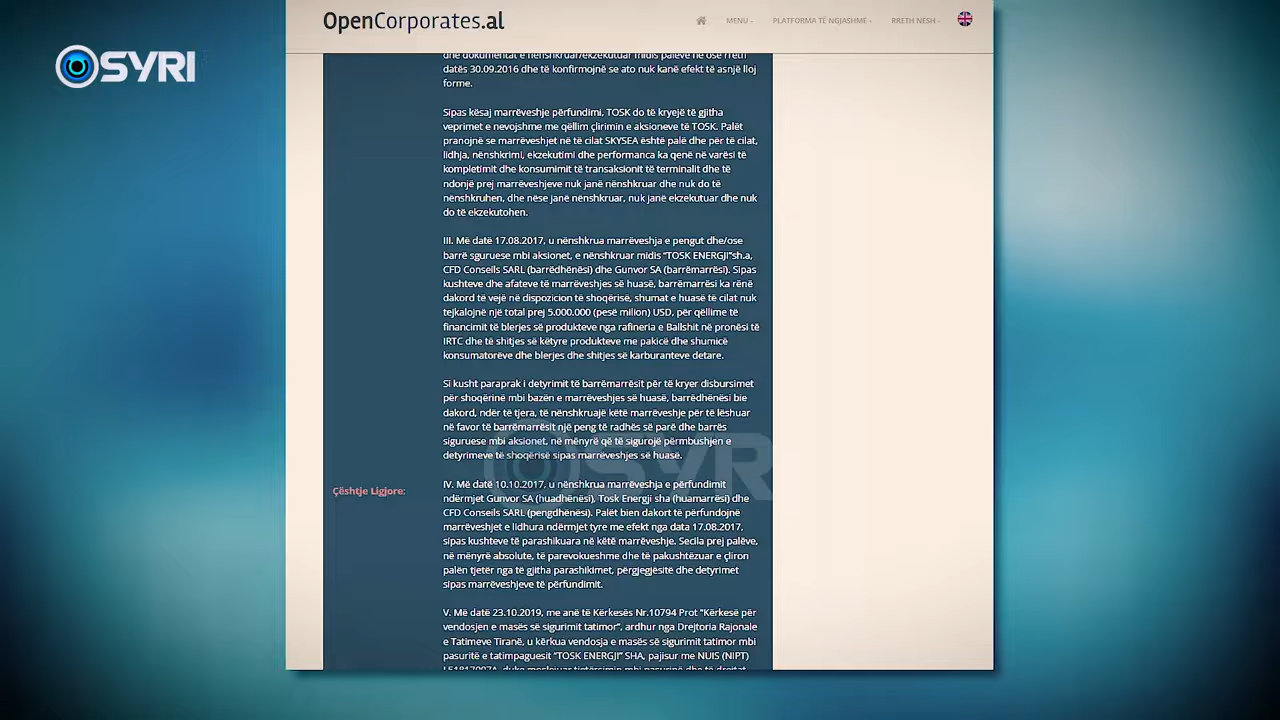 OpenCorporates.al
MENU
PLATFORMA TË NGJASHME
RRETH NESH
SYRI
dhe dokumentat e nënshkruar/ekzekutuar midis palëve në ose rreth
datës 30.09.2016 dhe të konfirmojnë se ato nuk kanë efekt të asnjë lloj
forme.
Sipas kësaj marrëveshje përfundimi, TOSK do të kryejë të gjitha
veprimet e nevojshme me qëllim çlirimin e aksioneve të TOSK. Palët
pranojnë se marrëveshjet në të cilat SKYSEA është palë dhe për të cilat,
lidhja, nënshkrimi, ekzekutimi dhe performanca ka qenë në varësi të
kompletimit dhe konsumimit të transaksionit të terminalit dhe të
ndonjë prej marrëveshjeve nuk janë nënshkruar dhe nuk do të
nënshkruhen, dhe nëse janë nënshkruar, nuk janë ekzekutuar dhe nuk
do të ekzekutohen.
III. Më datë 17.08.2017, u nënshkrua marrëveshja e pengut dhe/ose
barrë sguruese mbi aksionet, e nënshkruar midis “TOSK ENERGJI”sh.a,
CFD Conseils SARL (barrëdhënësi) dhe Gunvor SA (barrëmarrësi). Sipas
kushteve dhe afateve të marrëveshjes së huasë, barrëmarrësi ka rënë
dakord të vejë në dispozicion të shoqërisë, shumat e huasë të cilat nuk
tejkalojnë një total prej 5.000.000 (pesë milion) USD, për qëllime të
financimit të blerjes së produkteve nga rafineria e Ballshit në pronësi të
IRTC dhe të shitjes së këtyre produkteve me pakicë dhe shumicë
konsumatorëve dhe blerjes dhe shitjes së karburanteve detare.
Si kusht paraprak i detyrimit të barrëmarrësit për të kryer disbursimet
për shoqërinë mbi bazën e marrëveshjes së huasë, barrëdhënësi bie
dakord, ndër të tjera, të nënshkruajë këtë marrëveshje për të lëshuar
në favor të barrëmarrësit një peng të radhës së parë dhe barrës
siguruese mbi aksionet, në mënyrë që të sigurojë përmbushjen e
detyrimeve të shoqërisë sipas marrëveshjes së huasë.
SYR
Çështje Ligjore:
IV. Më datë 10.10.2017, u nënshkrua marrëveshja e përfundimit
ndërmjet Gunvor SA (huadhënësi), Tosk Energji sha (huamarrësi) dhe
CFD Conseils SARL (pengdhënësi). Palët bien dakort të përfundojnë
marrëveshjet e lidhura ndërmjet tyre me efekt nga data 17.08.2017,
sipas kushteve të parashikuara në këtë marrëveshje. Secila prej palëve,
në mënyrë absolute, të parevokueshme dhe të pakushtëzuar e çliron
palën tjetër nga të gjitha parashikimet, përgjegjësitë dhe detyrimet
sipas marrëveshjeve të përfundimit.
V. Më datë 23.10.2019, me anë të Kërkesës Nr.10794 Prot “Kërkesë për
vendosjen e masës së sigurimit tatimor”, ardhur nga Drejtoria Rajonale
e Tatimeve Tiranë, u kërkua vendosja e masës së sigurimit tatimor mbi
pasuritë e tatimpaguesit “TOSK ENERGJI” SHA, pajisur me NUIS (NIPT)